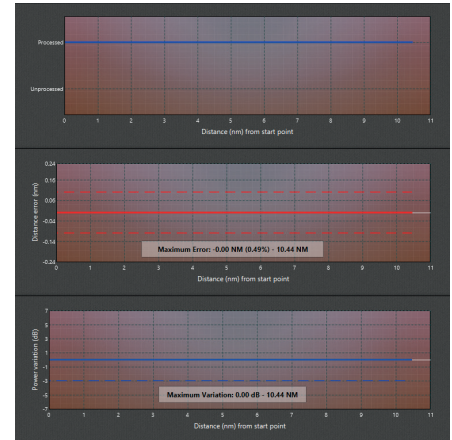 Processed
Unprocessed
0 1 2 3 4 5 6 7 8 9 10 11
Distance (nm) from start point
Distance error (nm)
0.24
0.16
0.06
-0.04
-0.14
-0.24
Maximum Error: -0.00 NM (0.49%) - 10.44 NM
0 1 2 3 4 5 6 7 8 9 10 11
Distance (nm) from start point
Power variation (dB)
7
5
3
1
-1
-3
-5
-7
Maximum Variation: 0.00 dB - 10.44 NM
0 1 2 3 4 5 6 7 8 9 10 11
Distance (nm) from start point